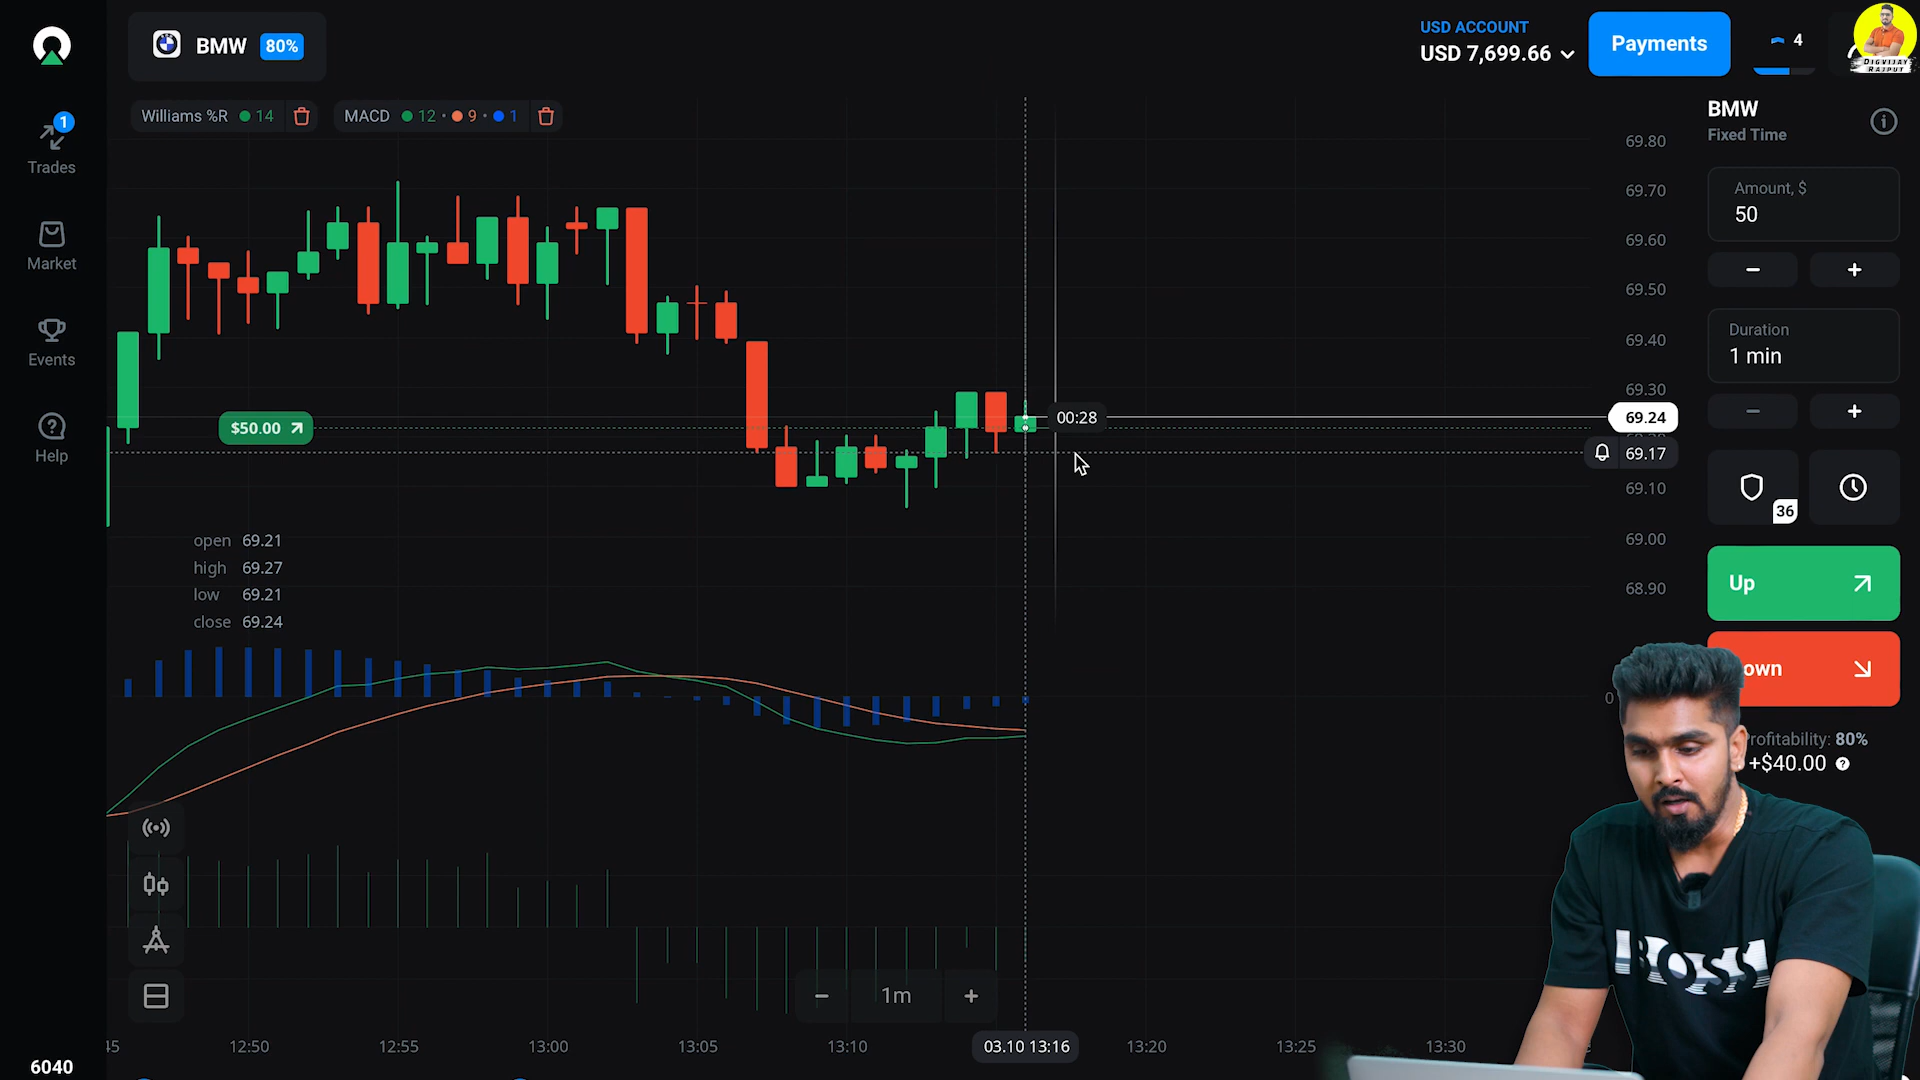 BMW 80%
USD ACCOUNT
USD 7,699.66
Payments
4
DIGVIJAY
RAJPUT
Williams %R 14
MACD 12 · 9 · 1
1
Trades
Market
Events
Help
6040
$50.00
open 69.21
high 69.27
low 69.21
close 69.24
00:28
69.80
69.70
69.60
69.50
69.40
69.30
69.24
69.17
69.10
69.00
68.90
0
1m
45
12:50
12:55
13:00
13:05
13:10
03.10 13:16
13:20
13:25
13:30
BMW
Fixed Time
Amount, $
50
Duration
1 min
36
Up
own
rofitability: 80%
+$40.00
BOSS